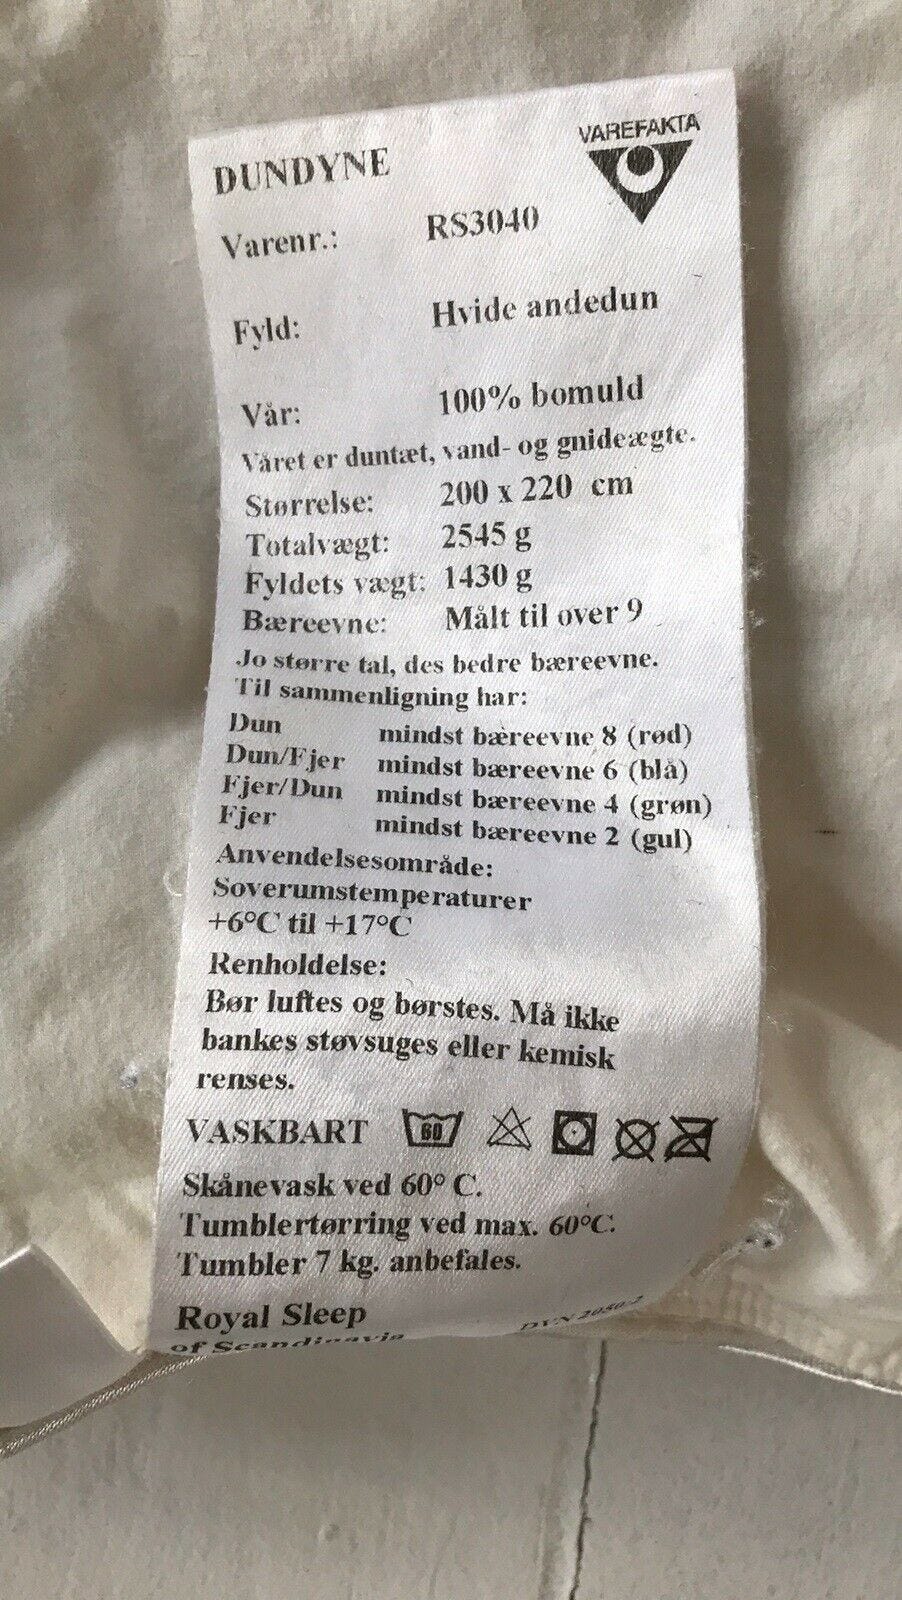 VAREFAKTA
DUNDYNE
Varenr.: RS3040
Fyld: Hvide andedun
Vår: 100% bomuld
Våret er duntæt, vand- og gnideægte.
Størrelse: 200 x 220 cm
Totalvægt: 2545 g
Fyldets vægt: 1430 g
Bæreevne: Målt til over 9
Jo større tal, des bedre bæreevne.
Til sammenligning har:
Dun mindst bæreevne 8 (rød)
Dun/Fjer mindst bæreevne 6 (blå)
Fjer/Dun mindst bæreevne 4 (grøn)
Fjer mindst bæreevne 2 (gul)
Anvendelsesområde:
Soverumstemperaturer
+6°C til +17°C
Renholdelse:
Bør luftes og børstes. Må ikke
bankes støvsuges eller kemisk
renses.
VASKBART 60
Skånevask ved 60° C.
Tumblertørring ved max. 60°C.
Tumbler 7 kg. anbefales.
Royal Sleep
of Scandinavia